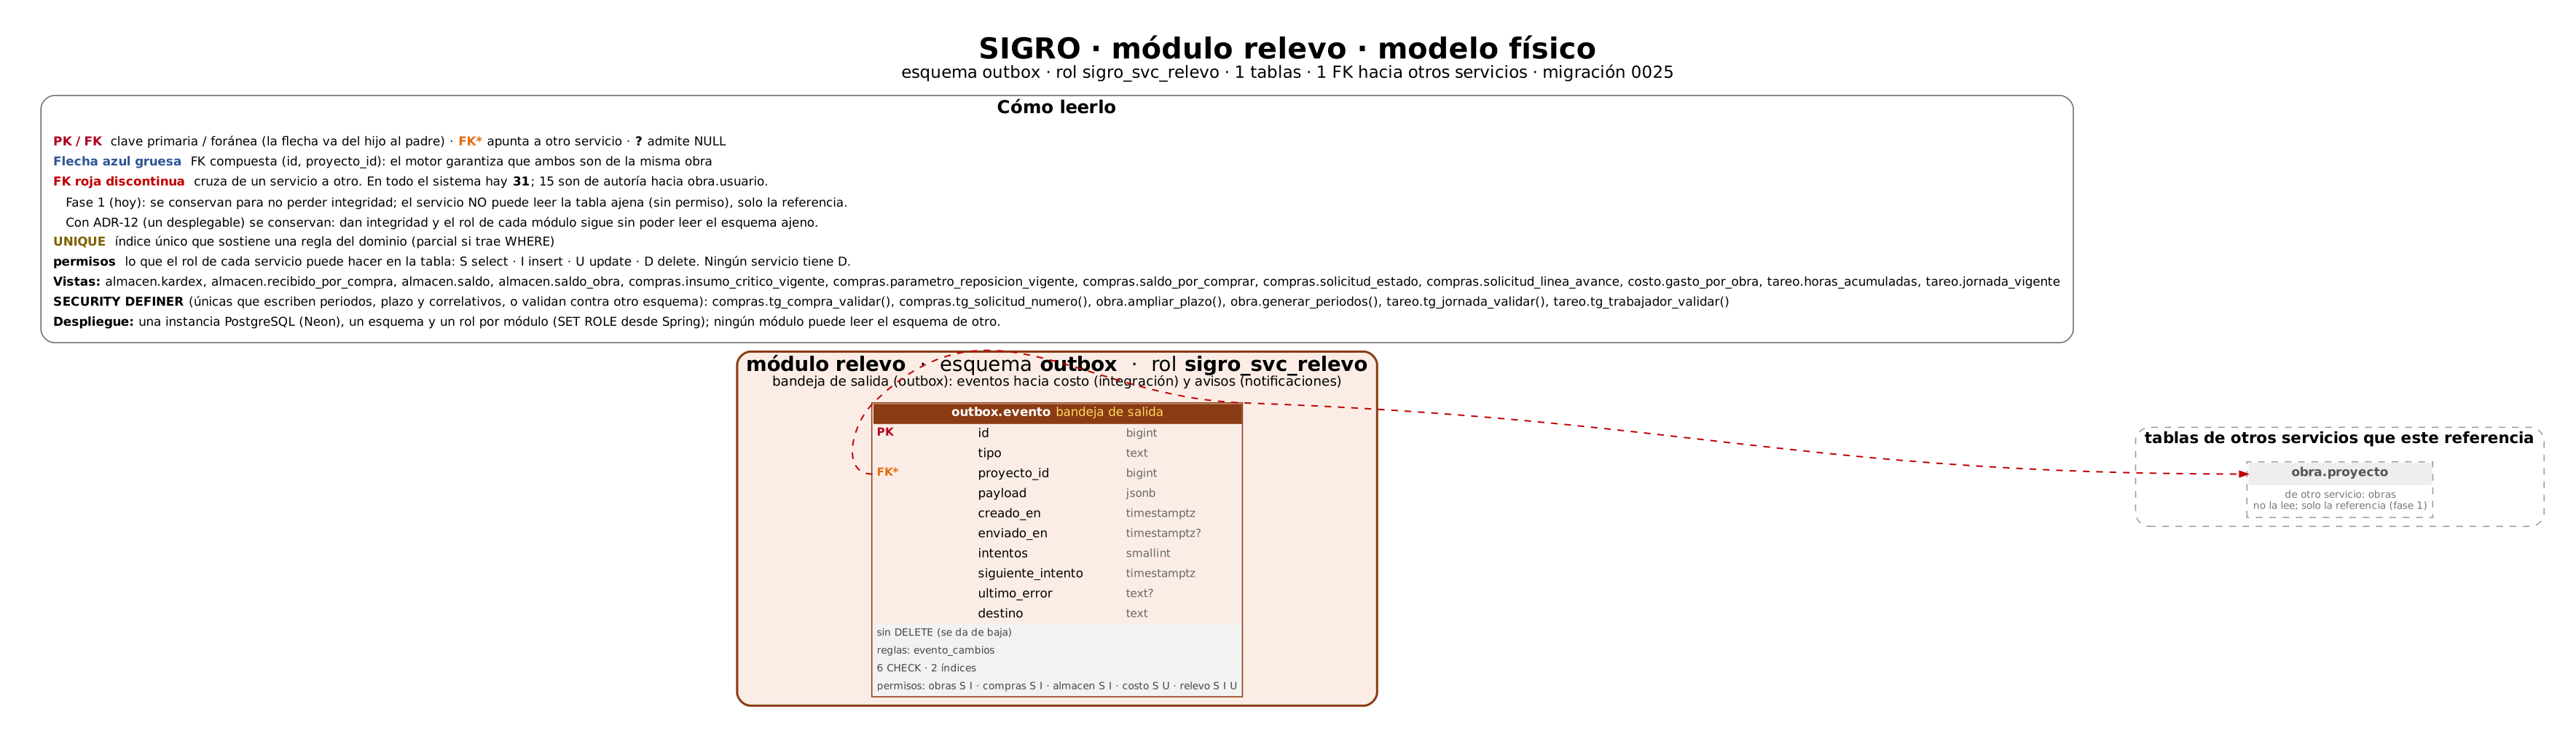 SIGRO · módulo relevo · modelo físico
esquema outbox · rol sigro_svc_relevo · 1 tablas · 1 FK hacia otros servicios · migración 0025
Cómo leerlo
PK / FK clave primaria / foránea (la flecha va del hijo al padre) · FK* apunta a otro servicio · ? admite NULL
Flecha azul gruesa FK compuesta (id, proyecto_id): el motor garantiza que ambos son de la misma obra
FK roja discontinua cruza de un servicio a otro. En todo el sistema hay 31; 15 son de autoría hacia obra.usuario.
Fase 1 (hoy): se conservan para no perder integridad; el servicio NO puede leer la tabla ajena (sin permiso), solo la referencia.
Con ADR-12 (un desplegable) se conservan: dan integridad y el rol de cada módulo sigue sin poder leer el esquema ajeno.
UNIQUE índice único que sostiene una regla del dominio (parcial si trae WHERE)
permisos lo que el rol de cada servicio puede hacer en la tabla: S select · I insert · U update · D delete. Ningún servicio tiene D.
Vistas: almacen.kardex, almacen.recibido_por_compra, almacen.saldo, almacen.saldo_obra, compras.insumo_critico_vigente, compras.parametro_reposicion_vigente, compras.saldo_por_comprar, compras.solicitud_estado, compras.solicitud_linea_avance, costo.gasto_por_obra, tareo.horas_acumuladas, tareo.jornada_vigente
SECURITY DEFINER (únicas que escriben periodos, plazo y correlativos, o validan contra otro esquema): compras.tg_compra_validar(), compras.tg_solicitud_numero(), obra.ampliar_plazo(), obra.generar_periodos(), tareo.tg_jornada_validar(), tareo.tg_trabajador_validar()
Despliegue: una instancia PostgreSQL (Neon), un esquema y un rol por módulo (SET ROLE desde Spring); ningún módulo puede leer el esquema de otro.
módulo relevo · esquema outbox · rol sigro_svc_relevo
bandeja de salida (outbox): eventos hacia costo (integración) y avisos (notificaciones)
outbox.evento bandeja de salida
PK id bigint
tipo text
FK* proyecto_id bigint
payload jsonb
creado_en timestamptz
enviado_en timestamptz?
intentos smallint
siguiente_intento timestamptz
ultimo_error text?
destino text
sin DELETE (se da de baja)
reglas: evento_cambios
6 CHECK · 2 índices
permisos: obras S I · compras S I · almacen S I · costo S U · relevo S I U
tablas de otros servicios que este referencia
obra.proyecto
de otro servicio: obras
no la lee; solo la referencia (fase 1)